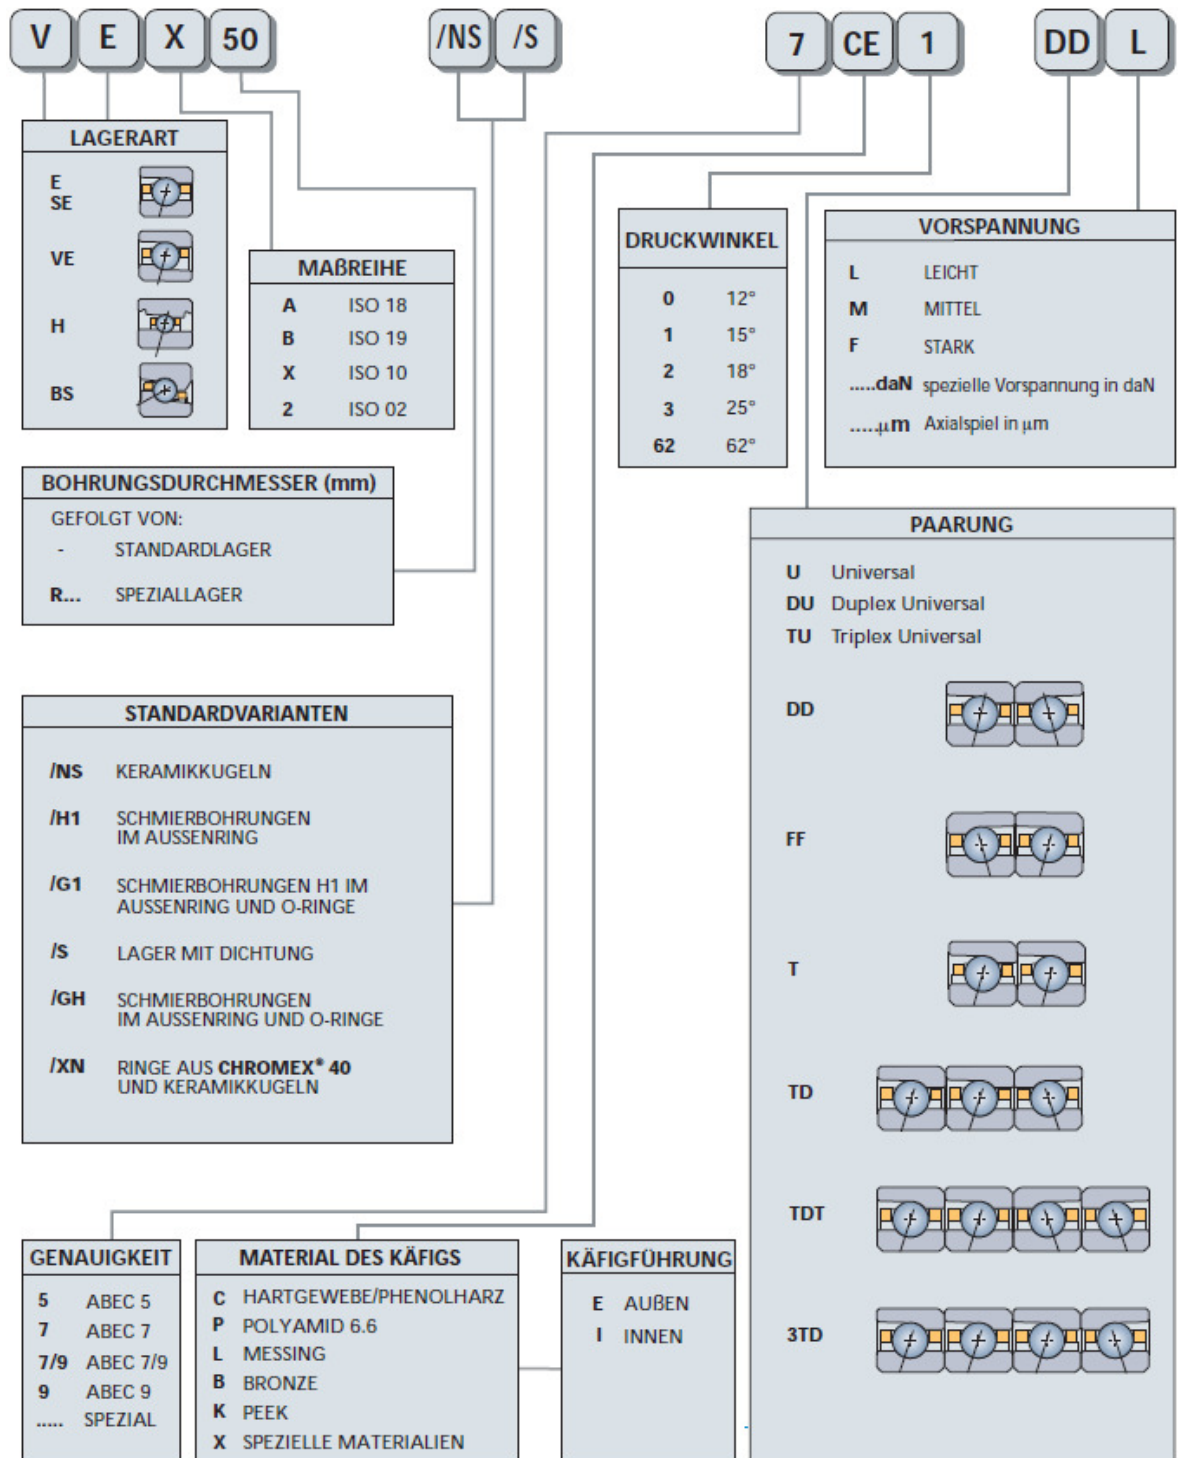 V E X 50 /NS /S 7 CE 1 DD L
LAGERART
E
SE
VE
H
BS
MAßREIHE
A ISO 18
B ISO 19
X ISO 10
2 ISO 02
DRUCKWINKEL
0 12°
1 15°
2 18°
3 25°
62 62°
VORSPANNUNG
L LEICHT
M MITTEL
F STARK
.....daN spezielle Vorspannung in daN
.....µm Axialspiel in µm
BOHRUNGSDURCHMESSER (mm)
GEFOLGT VON:
- STANDARDLAGER
R... SPEZIALLAGER
PAARUNG
U Universal
DU Duplex Universal
TU Triplex Universal
DD
FF
T
TD
TDT
3TD
STANDARDVARIANTEN
/NS KERAMIKKUGELN
/H1 SCHMIERBOHRUNGEN
IM AUSSENRING
/G1 SCHMIERBOHRUNGEN H1 IM
AUSSENRING UND O-RINGE
/S LAGER MIT DICHTUNG
/GH SCHMIERBOHRUNGEN
IM AUSSENRING UND O-RINGE
/XN RINGE AUS CHROMEX® 40
UND KERAMIKKUGELN
GENAUIGKEIT
5 ABEC 5
7 ABEC 7
7/9 ABEC 7/9
9 ABEC 9
..... SPEZIAL
MATERIAL DES KÄFIGS
C HARTGEWEBE/PHENOLHARZ
P POLYAMID 6.6
L MESSING
B BRONZE
K PEEK
X SPEZIELLE MATERIALIEN
KÄFIGFÜHRUNG
E AUßEN
I INNEN